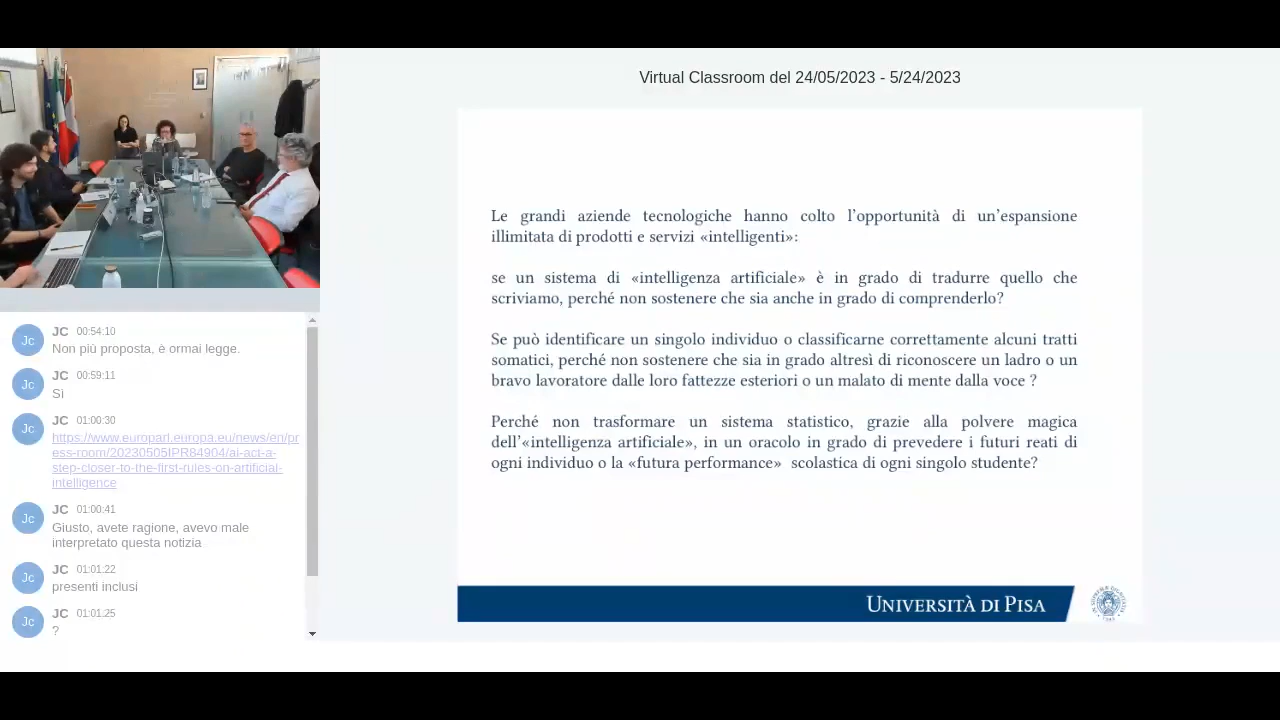 Virtual Classroom del 24/05/2023 - 5/24/2023
Le grandi aziende tecnologiche hanno colto l'opportunità di un'espansione
illimitata di prodotti e servizi «intelligenti»:
se un sistema di «intelligenza artificiale» è in grado di tradurre quello che
scriviamo, perché non sostenere che sia anche in grado di comprenderlo?
Se può identificare un singolo individuo o classificarne correttamente alcuni tratti
somatici, perché non sostenere che sia in grado altresì di riconoscere un ladro o un
bravo lavoratore dalle loro fattezze esteriori o un malato di mente dalla voce ?
Perché non trasformare un sistema statistico, grazie alla polvere magica
dell'«intelligenza artificiale», in un oracolo in grado di prevedere i futuri reati di
ogni individuo o la «futura performance» scolastica di ogni singolo studente?
UNIVERSITÀ DI PISA
Jc JC 00:54:10
Non più proposta, è ormai legge.
Jc JC 00:59:11
Sì
Jc JC 01:00:30
https://www.europarl.europa.eu/news/en/pr
ess-room/20230505IPR84904/ai-act-a-
step-closer-to-the-first-rules-on-artificial-
intelligence
Jc JC 01:00:41
Giusto, avete ragione, avevo male
interpretato questa notizia
Jc JC 01:01:22
presenti inclusi
Jc JC 01:01:25
?